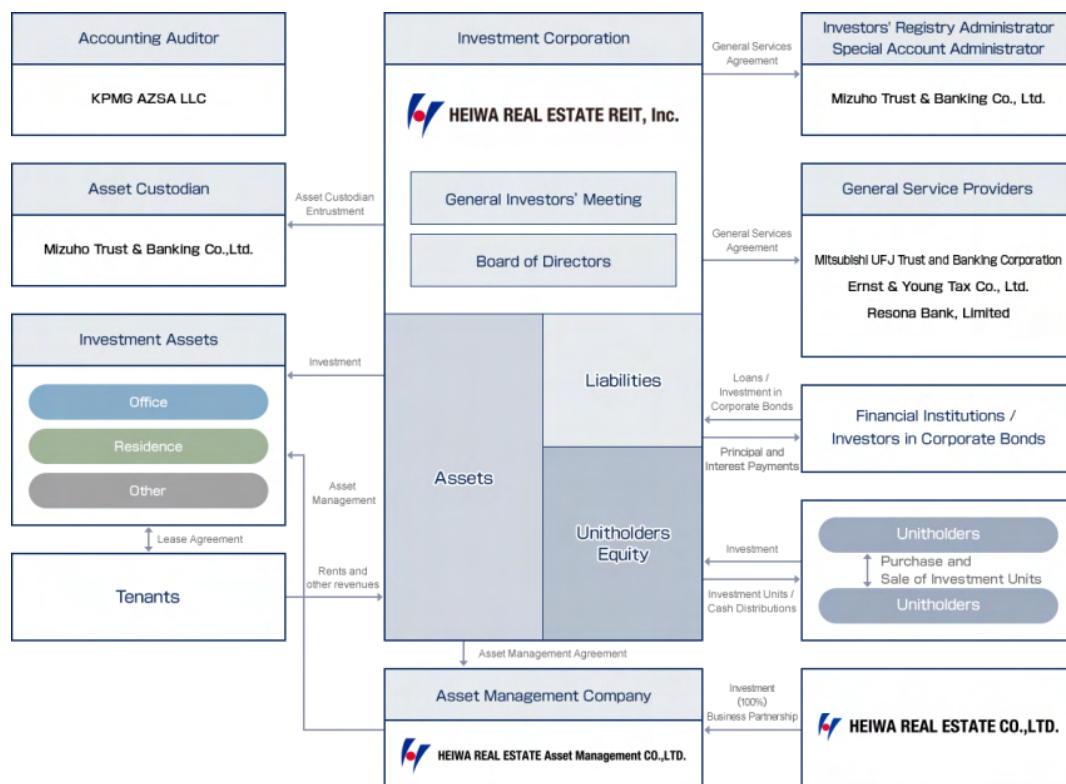 Accounting Auditor
KPMG AZSA LLC
Asset Custodian
Mizuho Trust & Banking Co.,Ltd.
Asset Custodian
Entrustment
Investment Assets
Office
Residence
Other
Investment
Asset
Management
Lease Agreement
Tenants
Rents and
other revenues
Investment Corporation
HEIWA REAL ESTATE REIT, Inc.
General Investors' Meeting
Board of Directors
Assets
Liabilities
Unitholders
Equity
Asset Management Agreement
Asset Management Company
HEIWA REAL ESTATE Asset Management CO.,LTD.
General Services
Agreement
Investors' Registry Administrator
Special Account Administrator
Mizuho Trust & Banking Co., Ltd.
General Services
Agreement
General Service Providers
Mitsubishi UFJ Trust and Banking Corporation
Ernst & Young Tax Co., Ltd.
Resona Bank, Limited
Loans /
Investment in
Corporate Bonds
Principal and
Interest Payments
Financial Institutions /
Investors in Corporate Bonds
Investment
Investment Units /
Cash Distributions
Unitholders
Purchase and
Sale of Investment Units
Unitholders
Investment
(100%)
Business Partnership
HEIWA REAL ESTATE CO.,LTD.